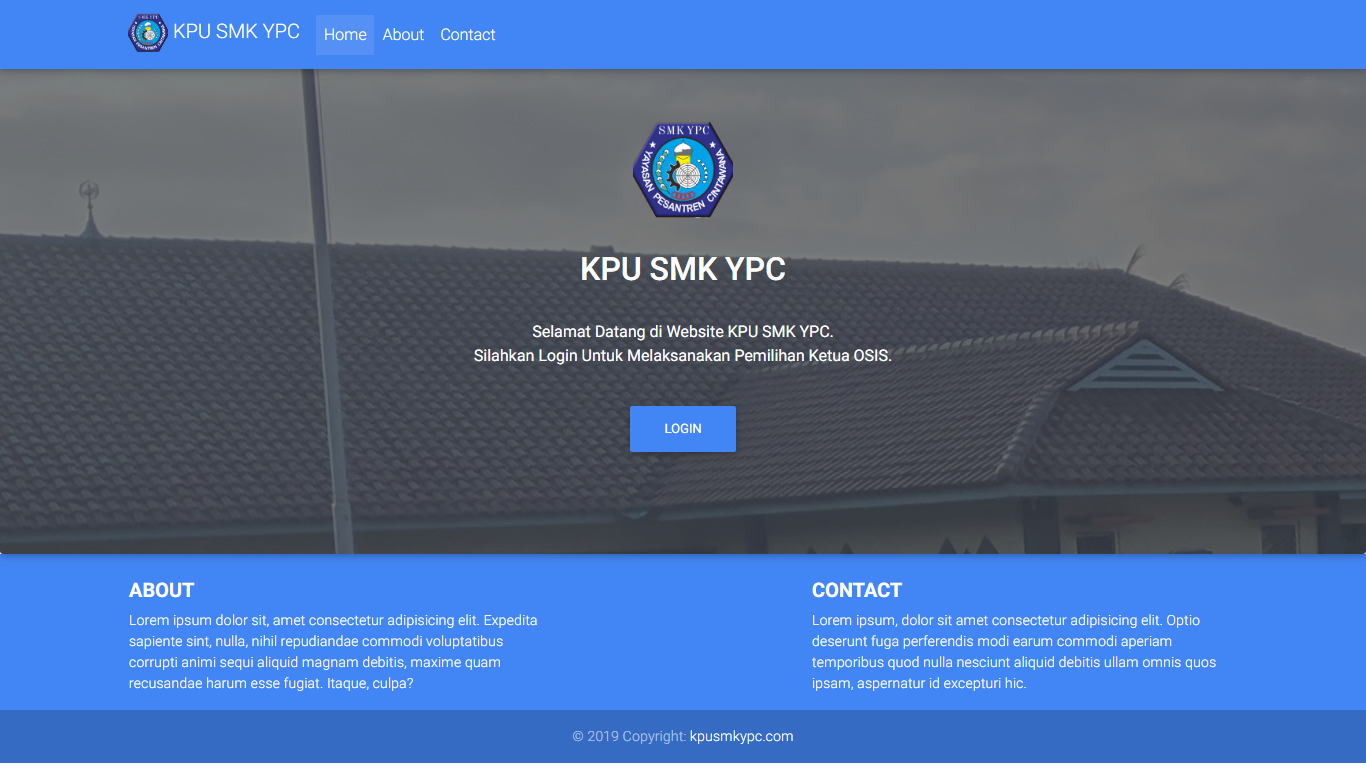 KPU SMK YPC
Home
About
Contact
SMK YPC
YAYASAN PESANTREN CINTAWANA
KPU SMK YPC
Selamat Datang di Website KPU SMK YPC.
Silahkan Login Untuk Melaksanakan Pemilihan Ketua OSIS.
LOGIN
ABOUT
Lorem ipsum dolor sit, amet consectetur adipisicing elit. Expedita
sapiente sint, nulla, nihil repudiandae commodi voluptatibus
corrupti animi sequi aliquid magnam debitis, maxime quam
recusandae harum esse fugiat. Itaque, culpa?
CONTACT
Lorem ipsum, dolor sit amet consectetur adipisicing elit. Optio
deserunt fuga perferendis modi earum commodi aperiam
temporibus quod nulla nesciunt aliquid debitis ullam omnis quos
ipsam, aspernatur id excepturi hic.
© 2019 Copyright: kpusmkypc.com